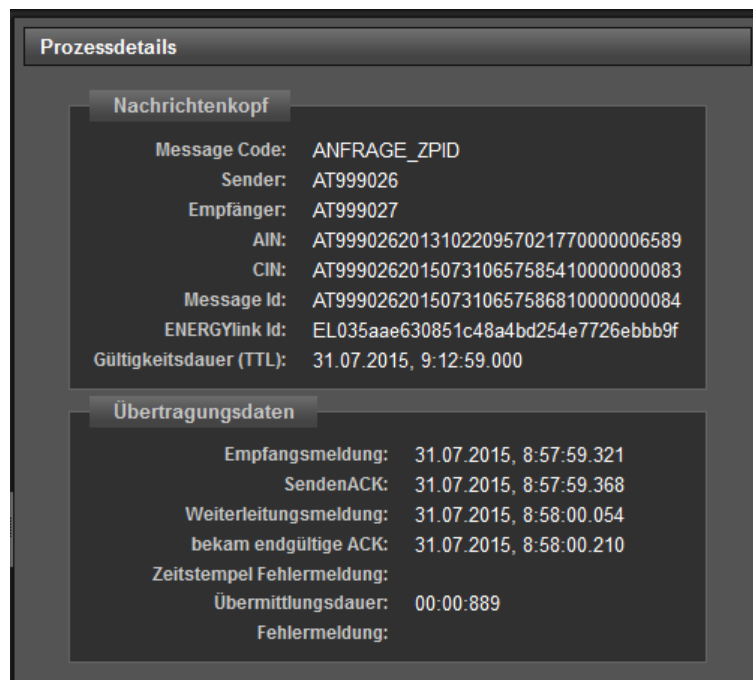 Prozessdetails
Nachrichtenkopf
Message Code: ANFRAGE_ZPID
Sender: AT999026
Empfänger: AT999027
AIN: AT999026201310220957021770000006589
CIN: AT999026201507310657585410000000083
Message Id: AT999026201507310657586810000000084
ENERGYlink Id: EL035aae630851c48a4bd254e7726ebbb9f
Gültigkeitsdauer (TTL): 31.07.2015, 9:12:59.000
Übertragungsdaten
Empfangsmeldung: 31.07.2015, 8:57:59.321
SendenACK: 31.07.2015, 8:57:59.368
Weiterleitungsmeldung: 31.07.2015, 8:58:00.054
bekam endgültige ACK: 31.07.2015, 8:58:00.210
Zeitstempel Fehlermeldung:
Übermittlungsdauer: 00:00:889
Fehlermeldung: